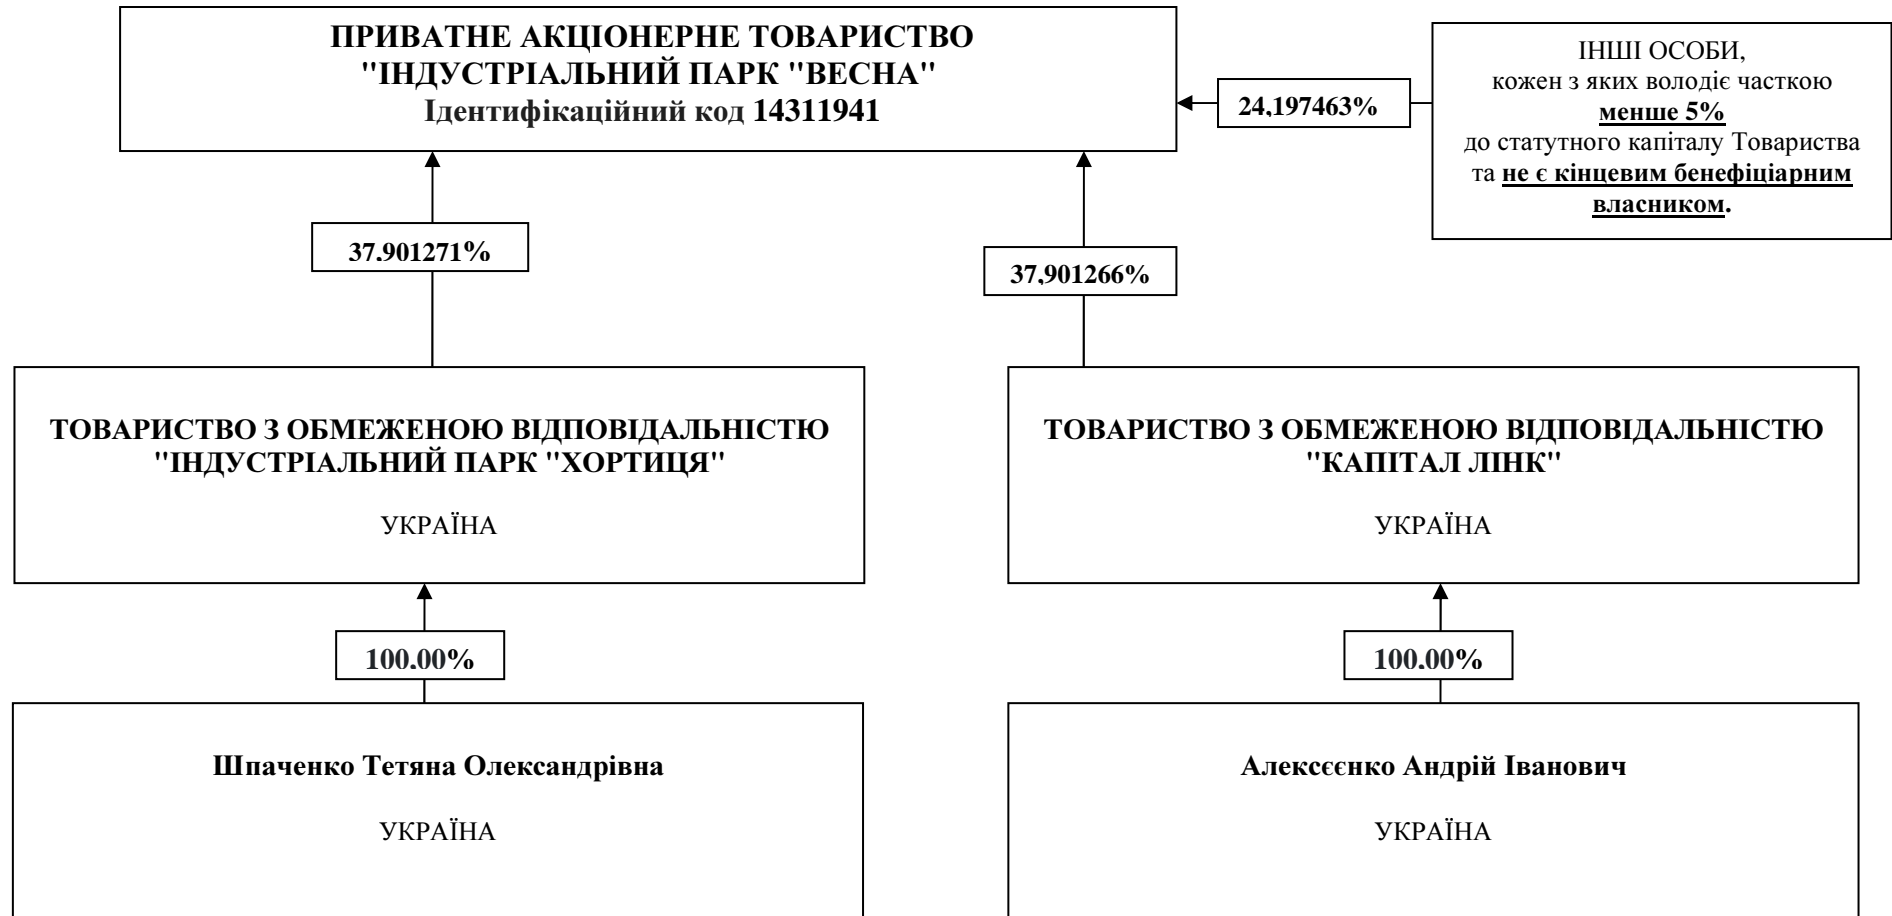 ПРИВАТНЕ АКЦІОНЕРНЕ ТОВАРИСТВО
"ІНДУСТРІАЛЬНИЙ ПАРК "ВЕСНА"
Ідентифікаційний код 14311941
24,197463%
ІНШІ ОСОБИ,
кожен з яких володіє часткою
менше 5%
до статутного капіталу Товариства
та не є кінцевим бенефіціарним
власником.
37,901271%
37,901266%
ТОВАРИСТВО З ОБМЕЖЕНОЮ ВІДПОВІДАЛЬНІСТЮ
"ІНДУСТРІАЛЬНИЙ ПАРК "ХОРТИЦЯ"
УКРАЇНА
ТОВАРИСТВО З ОБМЕЖЕНОЮ ВІДПОВІДАЛЬНІСТЮ
"КАПІТАЛ ЛІНК"
УКРАЇНА
100,00%
100,00%
Шпаченко Тетяна Олександрівна
УКРАЇНА
Алексєєнко Андрій Іванович
УКРАЇНА